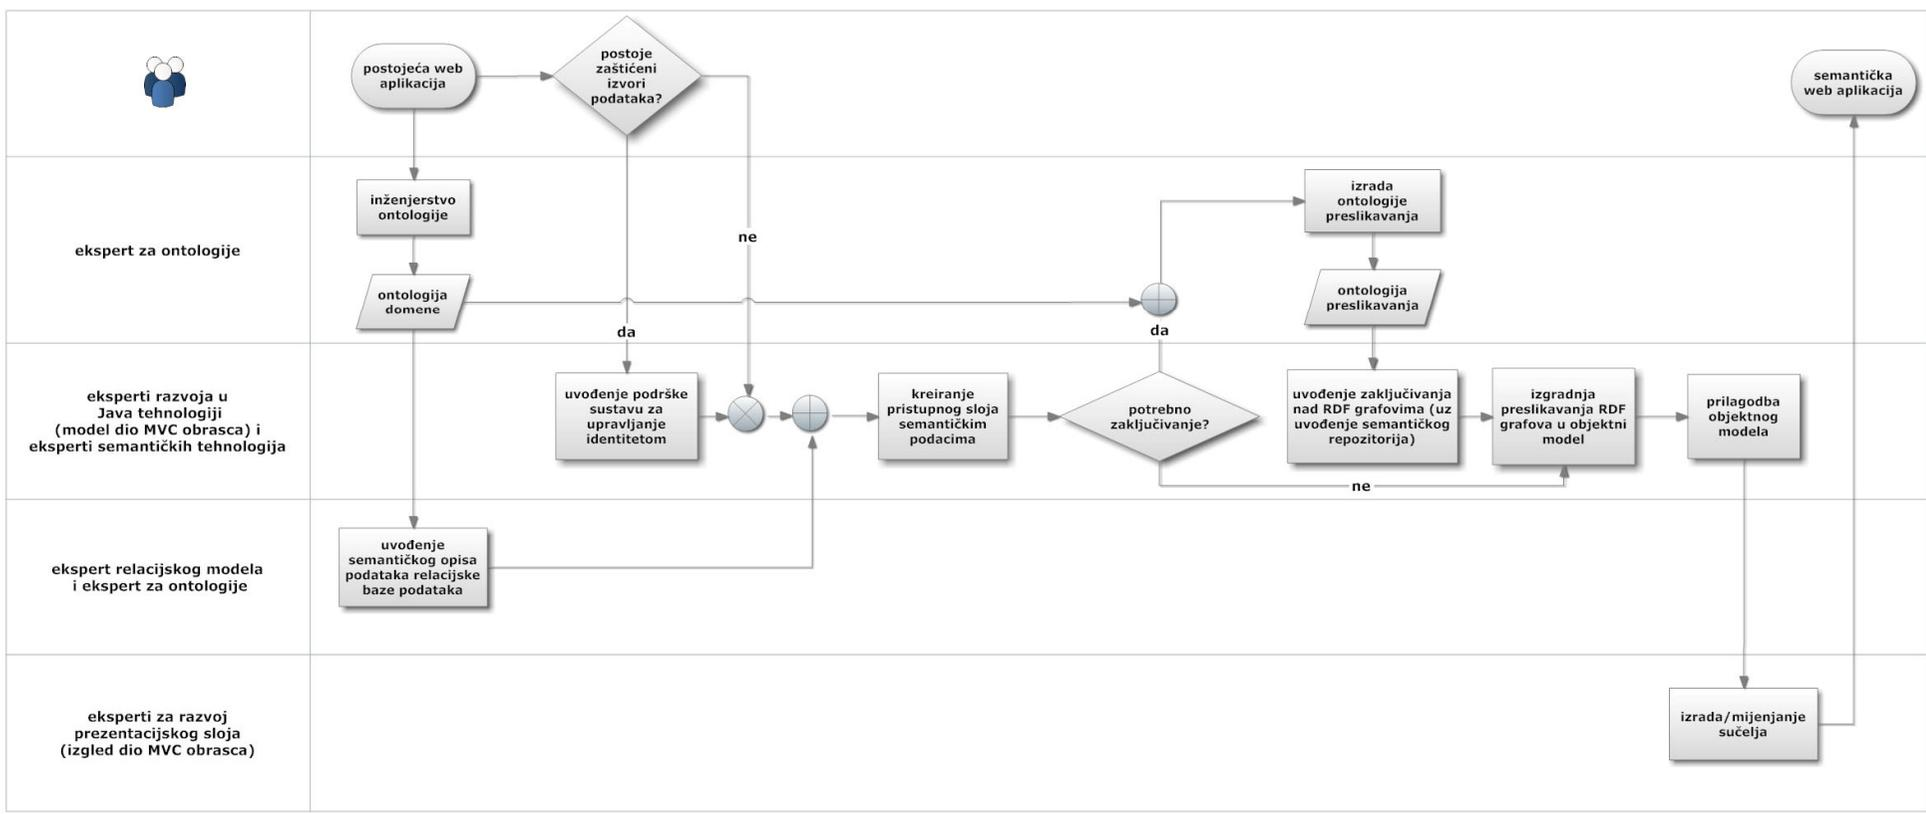 postojeća web
aplikacija
postoje
zaštićeni
izvori
podataka?
semantička
web aplikacija
ekspert za ontologije
inženjerstvo
ontologije
ontologija
domene
ne
da
izrada
ontologije
preslikavanja
ontologija
preslikavanja
da
eksperti razvoja u
Java tehnologiji
(model dio MVC obrasca) i
eksperti semantičkih tehnologija
uvođenje podrške
sustavu za
upravljanje
identitetom
kreiranje
pristupnog sloja
semantičkim
podacima
potrebno
zaključivanje?
uvođenje zaključivanja
nad RDF grafovima (uz
uvođenje semantičkog
repozitorija)
izgradnja
preslikavanja RDF
grafova u objektni
model
prilagodba
objektnog
modela
ne
ekspert relacijskog modela
i ekspert za ontologije
uvođenje
semantičkog opisa
podataka relacijske
baze podataka
eksperti za razvoj
prezentacijskog sloja
(izgled dio MVC obrasca)
izrada/mijenjanje
sučelja